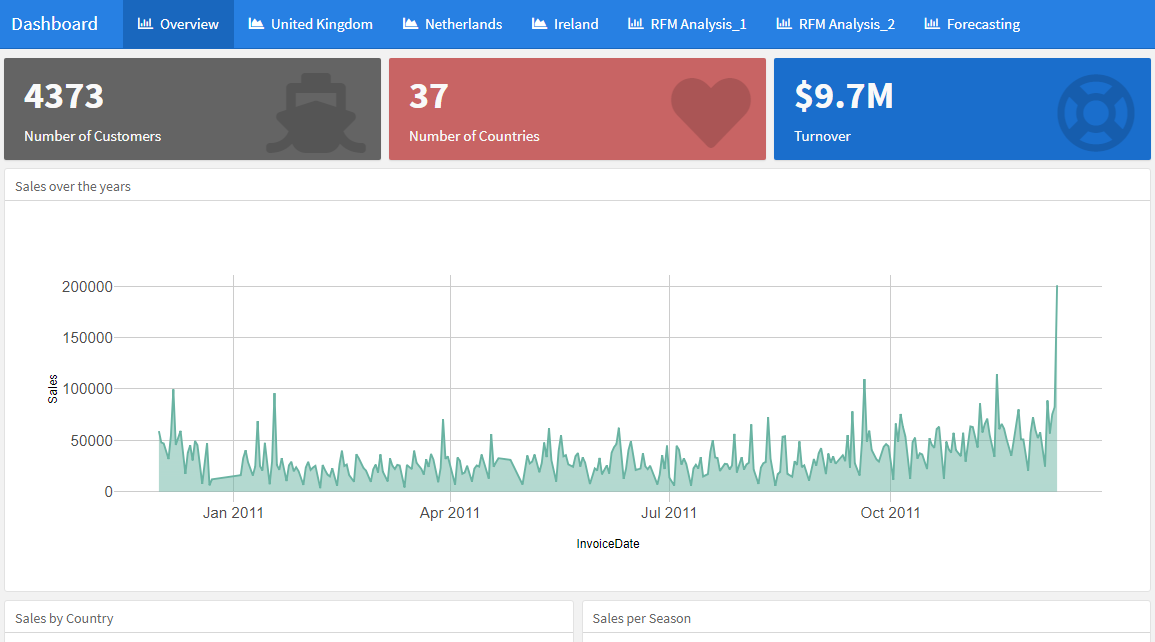 Dashboard Overview United Kingdom Netherlands Ireland RFM Analysis_1 RFM Analysis_2 Forecasting
4373
Number of Customers
37
Number of Countries
$9.7M
Turnover
Sales over the years
200000
150000
100000
50000
0
Sales
Jan 2011 Apr 2011 Jul 2011 Oct 2011
InvoiceDate
Sales by Country
Sales per Season